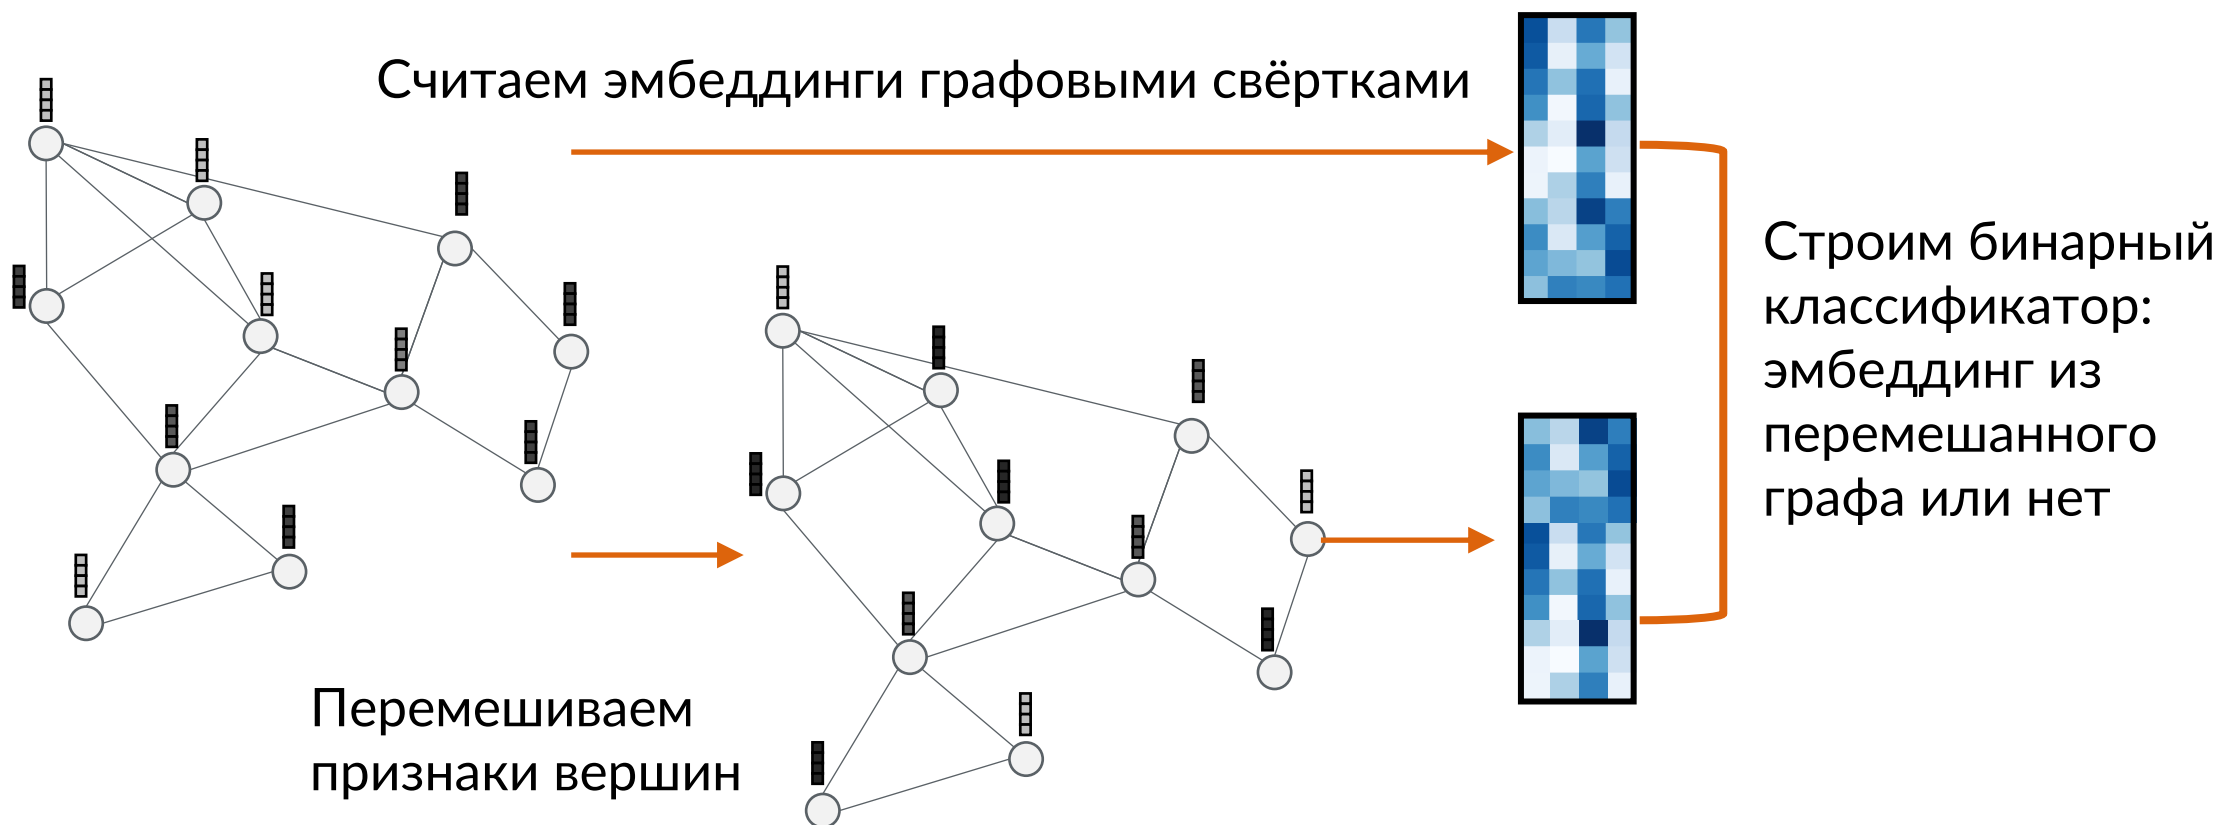 Считаем эмбеддинги графовыми свёртками
Строим бинарный
классификатор:
эмбеддинг из
перемешанного
графа или нет
Перемешиваем
признаки вершин